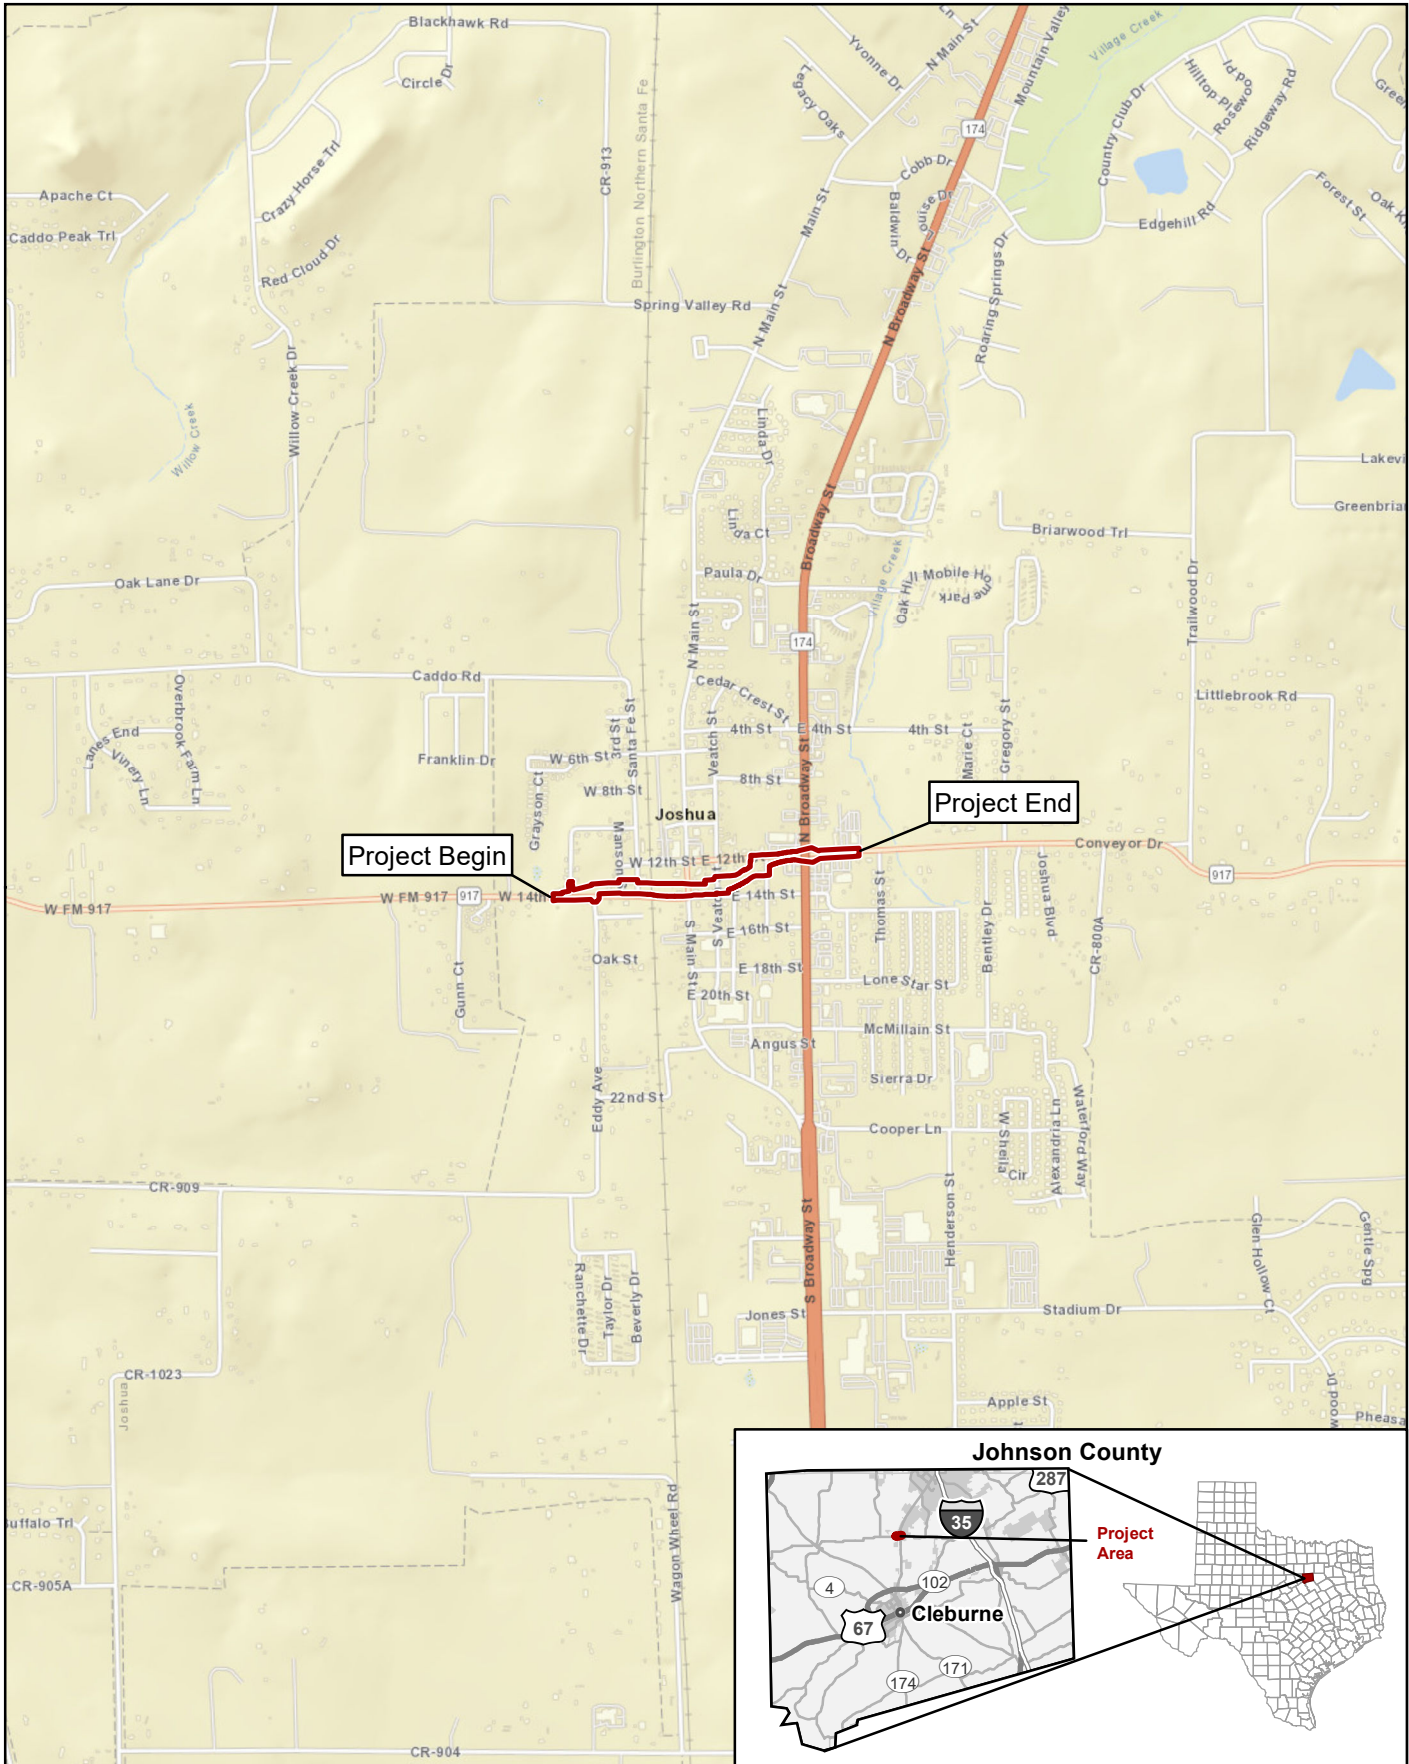 Blackhawk Rd
Circle Dr
Yvonne Dr
Ln
N Main St
Mountain Valley
Village Creek
Legacy Oaks
174
Country Club Dr
Hilltop Pl
Rosewood Pl
Ridgeway Rd
Green
Burlington Northern Santa Fe
CR-913
Crazy Horse Trl
Apache Ct
Caddo Peak Trl
Red Cloud Dr
Cobb Dr
Baldwin Dr
Louise Dr
Main St
Roaring Springs Dr
Edgehill Rd
Forest St
Spring Valley Rd
N Main St
N Broadway St
Willow Creek Dr
Willow Creek
Linda Dr
Linda Ct
Broadway St
Lakevi
Greenbriar
Briarwood Trl
Oak Lane Dr
Paula Dr
Village Creek
Oak Hill Mobile Home Park
Trailwood Dr
N Main St
174
Caddo Rd
Cedar Crest St
Littlebrook Rd
Overbrook Farm Ln
Lanes End
Vinery Ln
Franklin Dr
3rd St
Santa Fe St
W 6th St
Veatch St
4th St
E 4th St
4th St
Marie Ct
Gregory St
Grayson Ct
W 8th St
8th St
N Broadway St
Joshua
Project End
Project Begin
W 12th St
E 12th
Conveyor Dr
917
W FM 917
W FM 917
917
W 14th
E 14th St
Thomas St
Joshua Blvd
Bentley Dr
CR-800A
S Main St
E 16th St
Oak St
E 18th St
Lone Star St
E 20th St
Gunn Ct
McMillain St
Angus St
Sierra Dr
Eddy Ave
22nd St
Cooper Ln
W Sheila Cir
Alexandria Ln
Waterford Way
CR-909
Henderson St
S Broadway St
Glen Hollow Ct
Gentle Spg
Ranchette Dr
Taylor Dr
Beverly Dr
Jones St
Stadium Dr
CR-1023
Joshua
Apple St
wood Dr
Pheasa
Wagon Wheel Rd
Buffalo Trl
CR-905A
CR-904
Johnson County
287
35
Project
Area
4
102
Cleburne
67
171
174